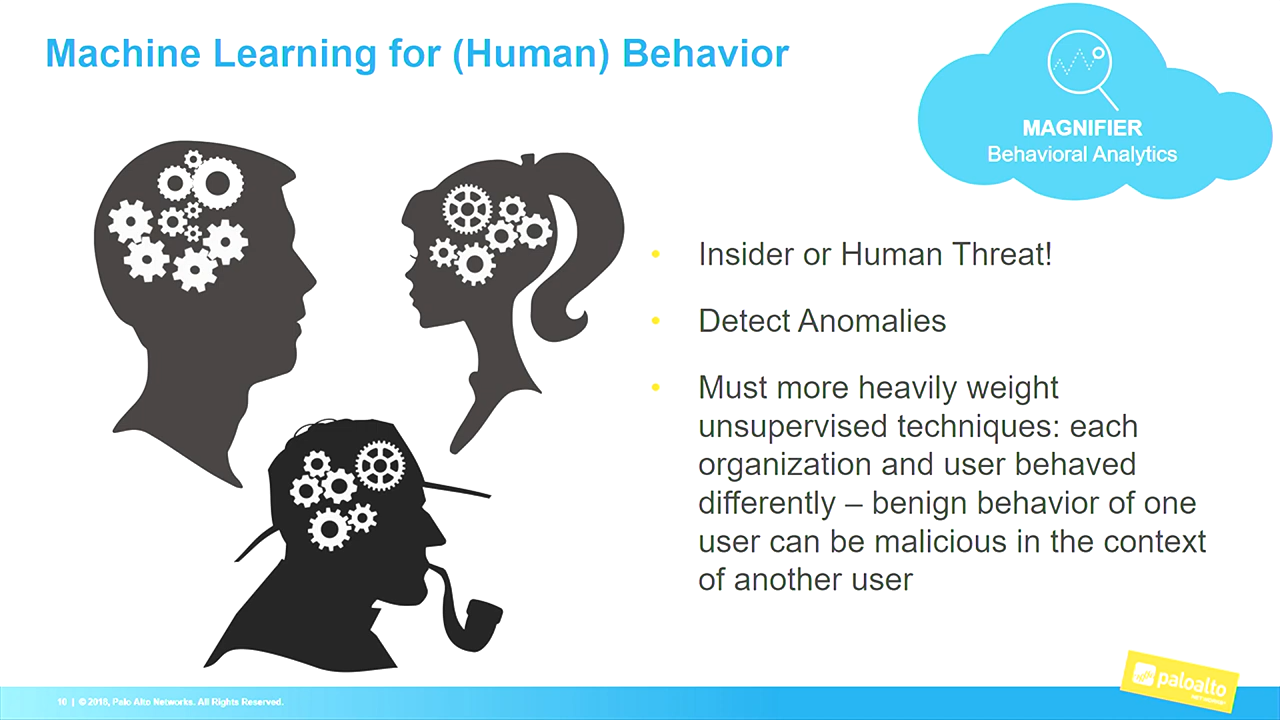 Machine Learning for (Human) Behavior
MAGNIFIER
Behavioral Analytics
• Insider or Human Threat!
• Detect Anomalies
• Must more heavily weight
unsupervised techniques: each
organization and user behaved
differently – benign behavior of one
user can be malicious in the context
of another user
10 | © 2018, Palo Alto Networks. All Rights Reserved.
paloalto
NETWORKS